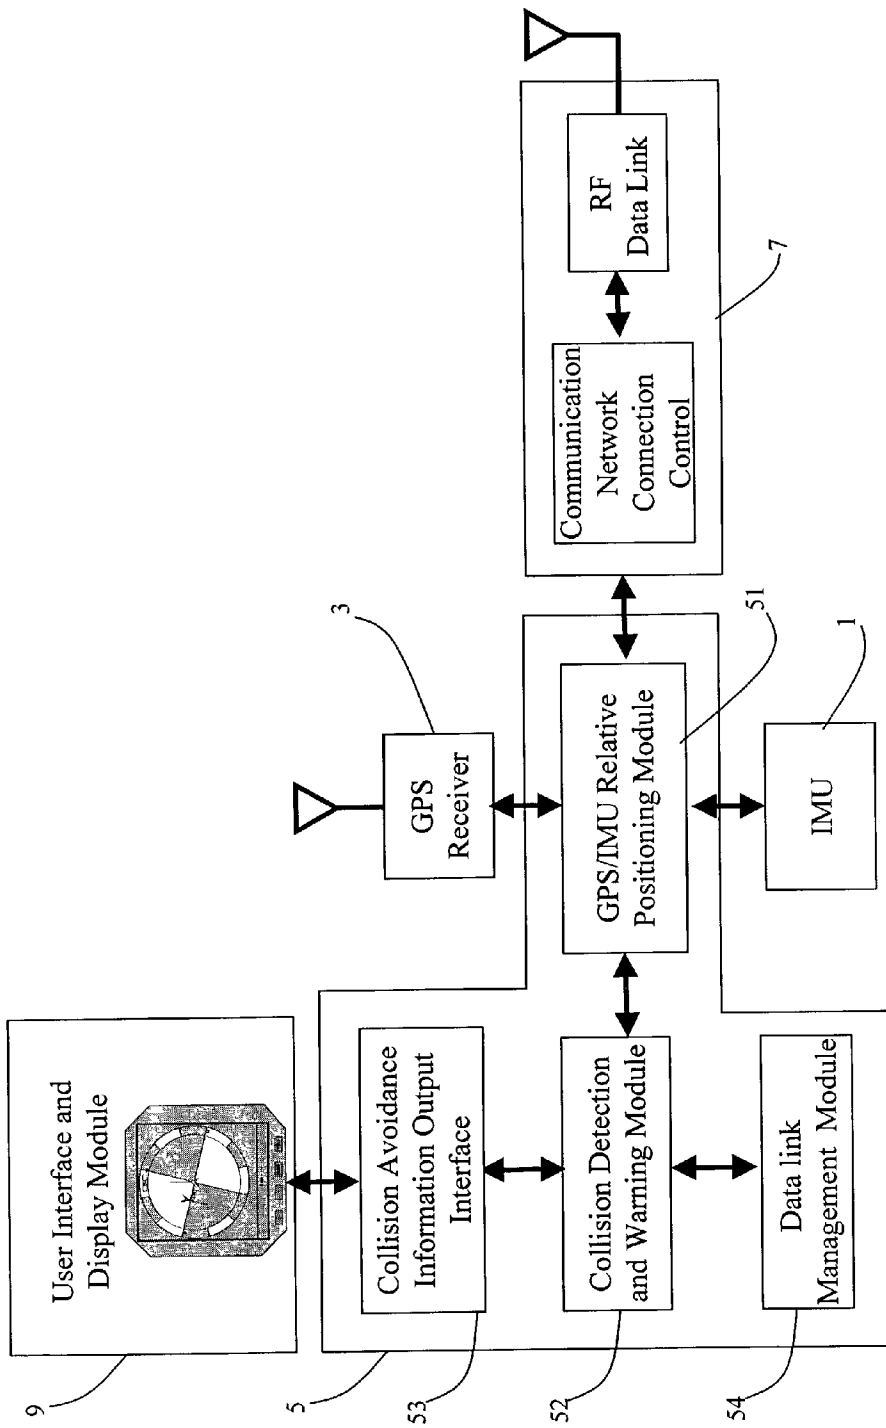 User Interface and
Display Module
9
5
Collision Avoidance
Information Output
Interface
53
Collision Detection
and Warning Module
52
Data link
Management Module
54
GPS
Receiver
3
GPS/IMU Relative
Positioning Module
51
IMU
1
Communication
Network
Connection
Control
RF
Data Link
7